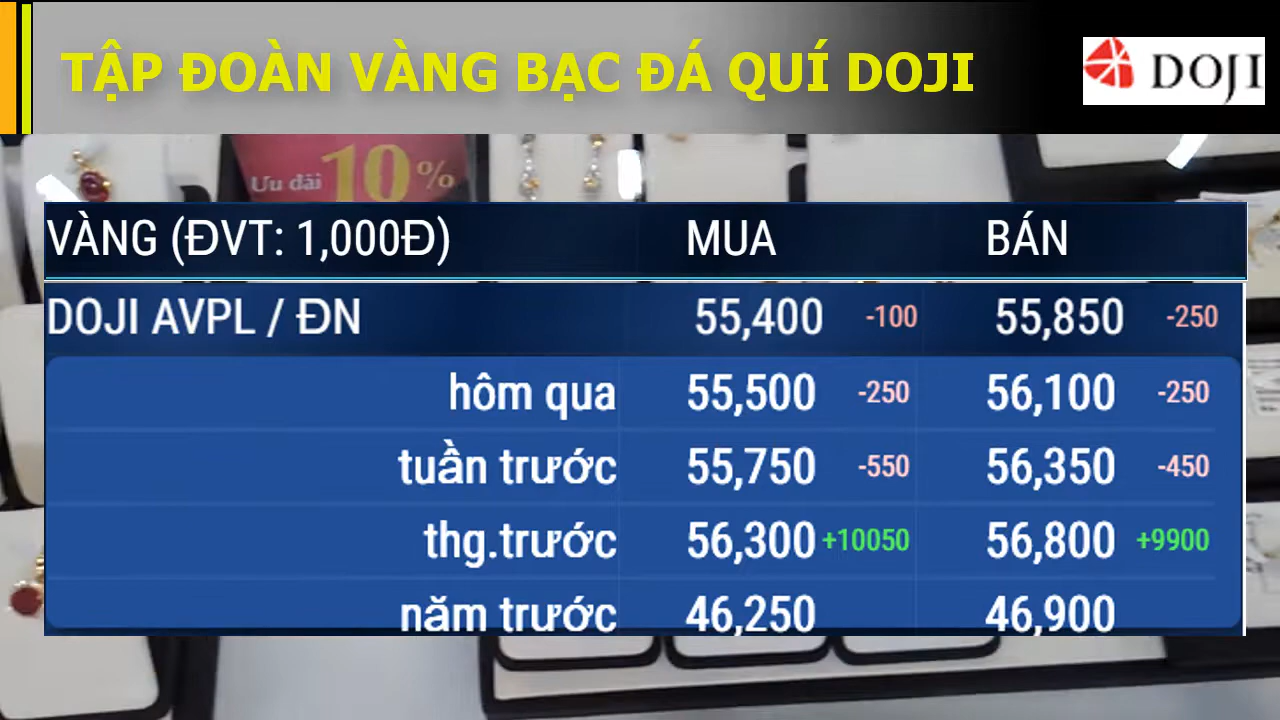 TẬP ĐOÀN VÀNG BẠC ĐÁ QUÍ DOJI
DOJI
Ưu đãi 10%
VÀNG (ĐVT: 1,000Đ) MUA BÁN
DOJI AVPL / ĐN 55,400 -100 55,850 -250
hôm qua 55,500 -250 56,100 -250
tuần trước 55,750 -550 56,350 -450
thg.trước 56,300 +10050 56,800 +9900
năm trước 46,250 46,900